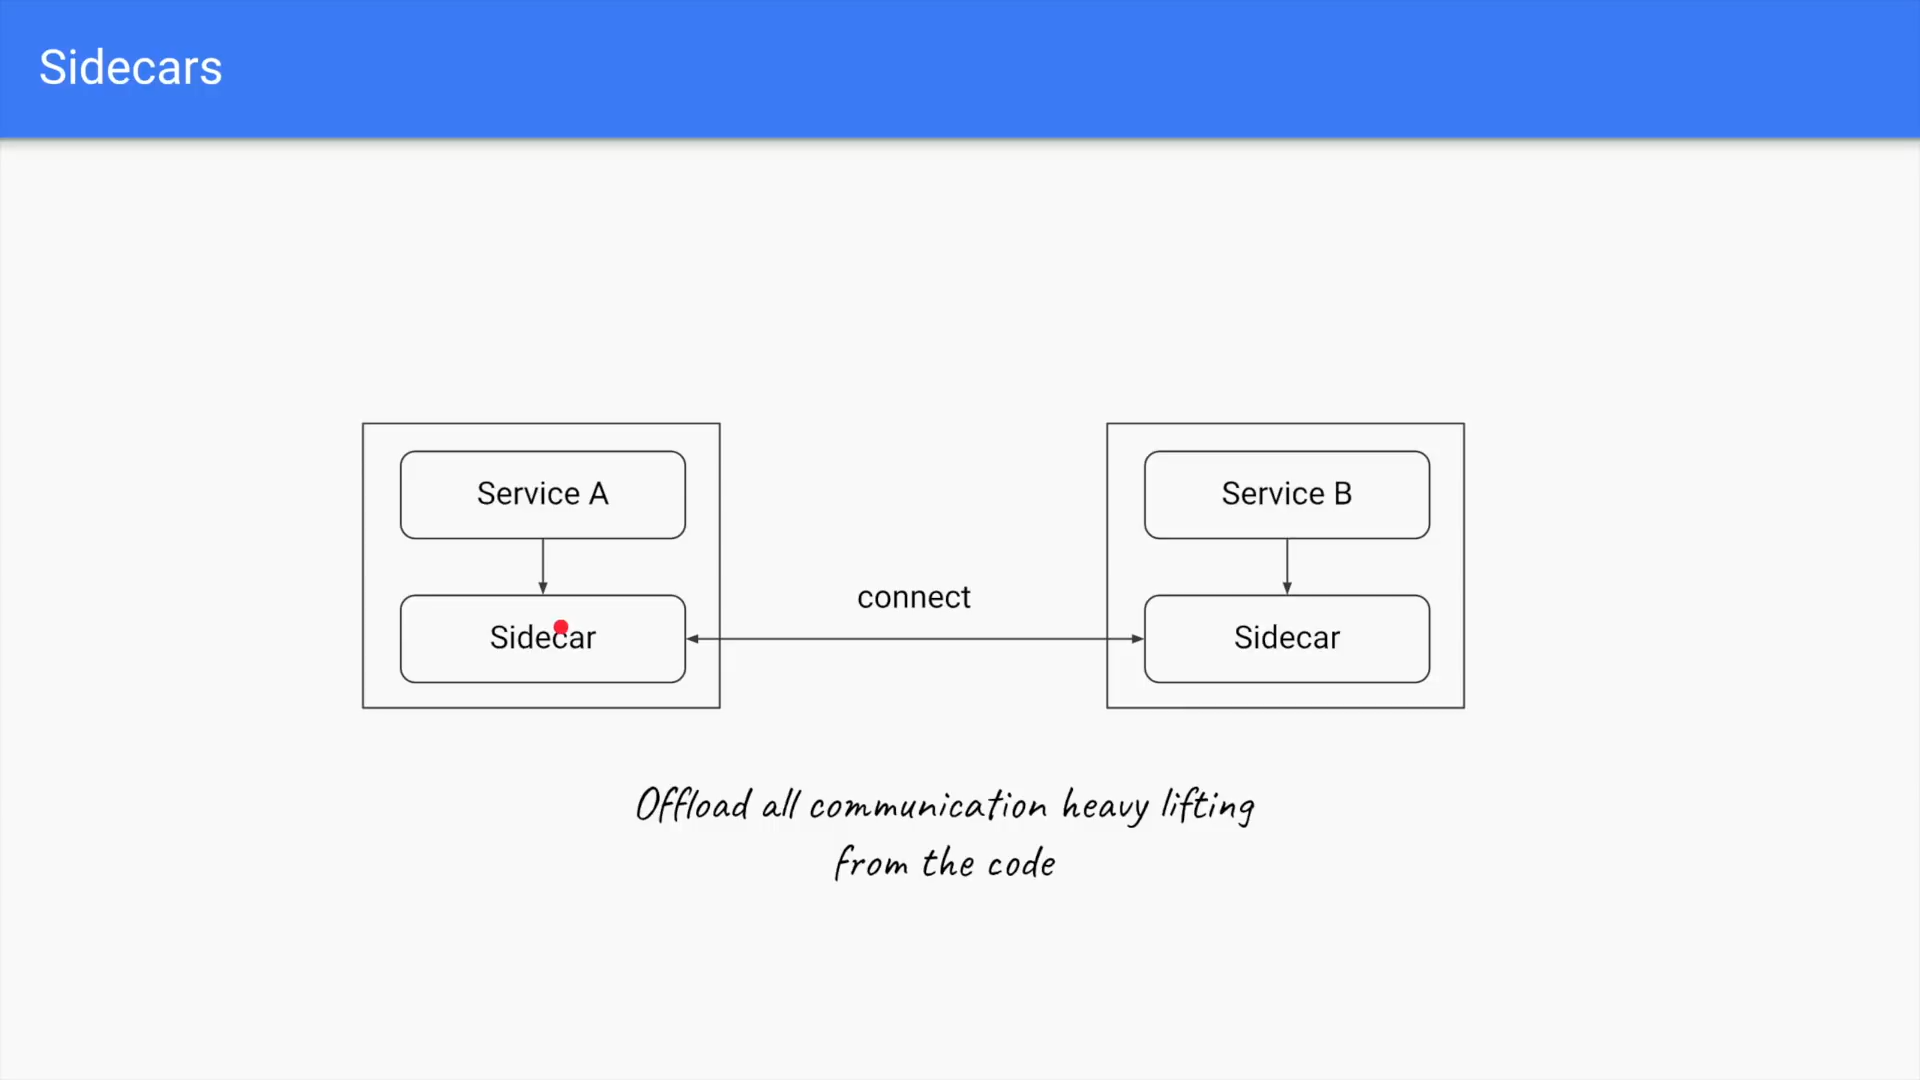 Sidecars
Service A
Service B
connect
Sidecar
Sidecar
Offload all communication heavy lifting
from the code